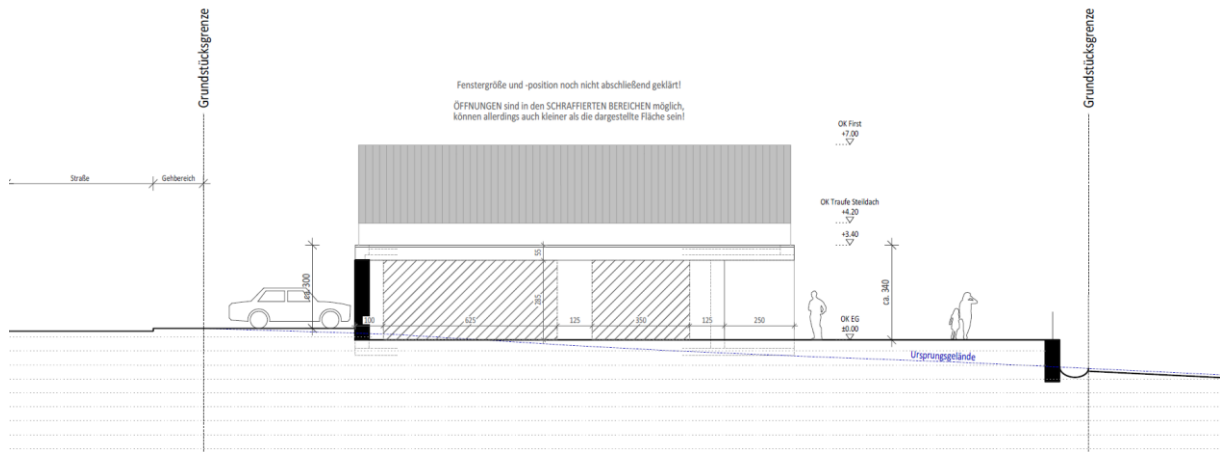 Grundstücksgrenze
Grundstücksgrenze
Fenstergröße und -position noch nicht abschließend geklärt!
ÖFFNUNGEN sind in den SCHRAFFIERTEN BEREICHEN möglich,
können allerdings auch kleiner als die dargestellte Fläche sein!
OK First
+7.00
Straße
Gehbereich
OK Traufe Steildach
+4.20
+3.40
55
ca. 300
285
ca. 340
100
625
125
350
125
250
OK EG
±0.00
Ursprungsgelände